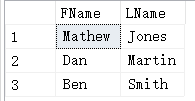 FName LName
1 Mathew Jones
2 Dan Martin
3 Ben Smith